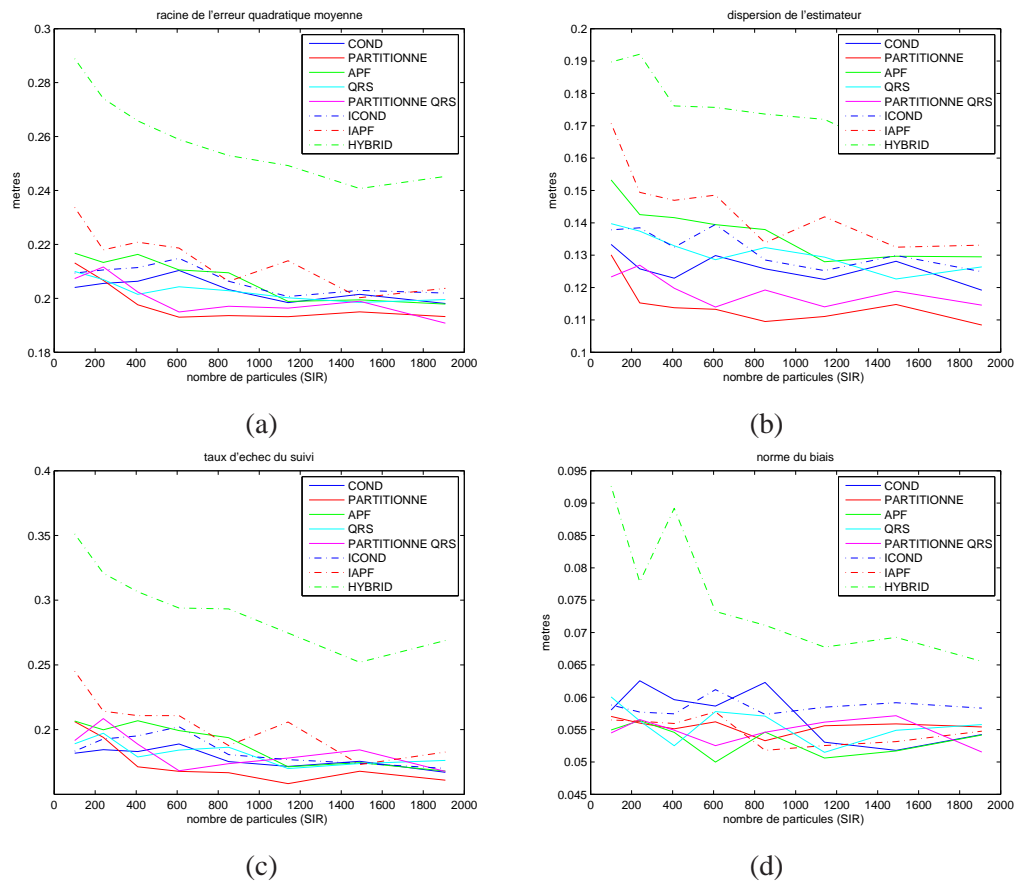 racine de l'erreur quadratique moyenne
0.3
0.28
0.26
0.24
0.22
0.2
0.18
metres
0 200 400 600 800 1000 1200 1400 1600 1800 2000
nombre de particules (SIR)
COND
PARTITIONNE
APF
QRS
PARTITIONNE QRS
ICOND
IAPF
HYBRID
(a)
dispersion de l'estimateur
0.2
0.19
0.18
0.17
0.16
0.15
0.14
0.13
0.12
0.11
0.1
metres
0 200 400 600 800 1000 1200 1400 1600 1800 2000
nombre de particules (SIR)
COND
PARTITIONNE
APF
QRS
PARTITIONNE QRS
ICOND
IAPF
HYBRID
(b)
taux d'echec du suivi
0.4
0.35
0.3
0.25
0.2
0 200 400 600 800 1000 1200 1400 1600 1800 2000
nombre de particules (SIR)
COND
PARTITIONNE
APF
QRS
PARTITIONNE QRS
ICOND
IAPF
HYBRID
(c)
norme du biais
0.095
0.09
0.085
0.08
0.075
0.07
0.065
0.06
0.055
0.05
0.045
metres
0 200 400 600 800 1000 1200 1400 1600 1800 2000
nombre de particules (SIR)
COND
PARTITIONNE
APF
QRS
PARTITIONNE QRS
ICOND
IAPF
HYBRID
(d)